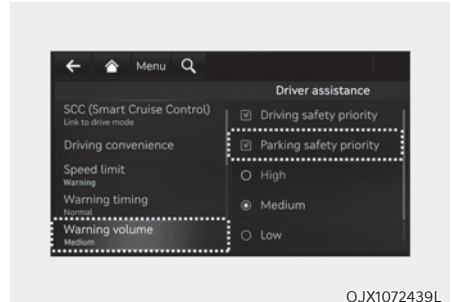 Menu
Driver assistance
SCC (Smart Cruise Control)
Link to drive mode
Driving convenience
Speed limit
Warning
Warning timing
Normal
Warning volume
Medium
Driving safety priority
Parking safety priority
High
Medium
Low
OJX1072439L